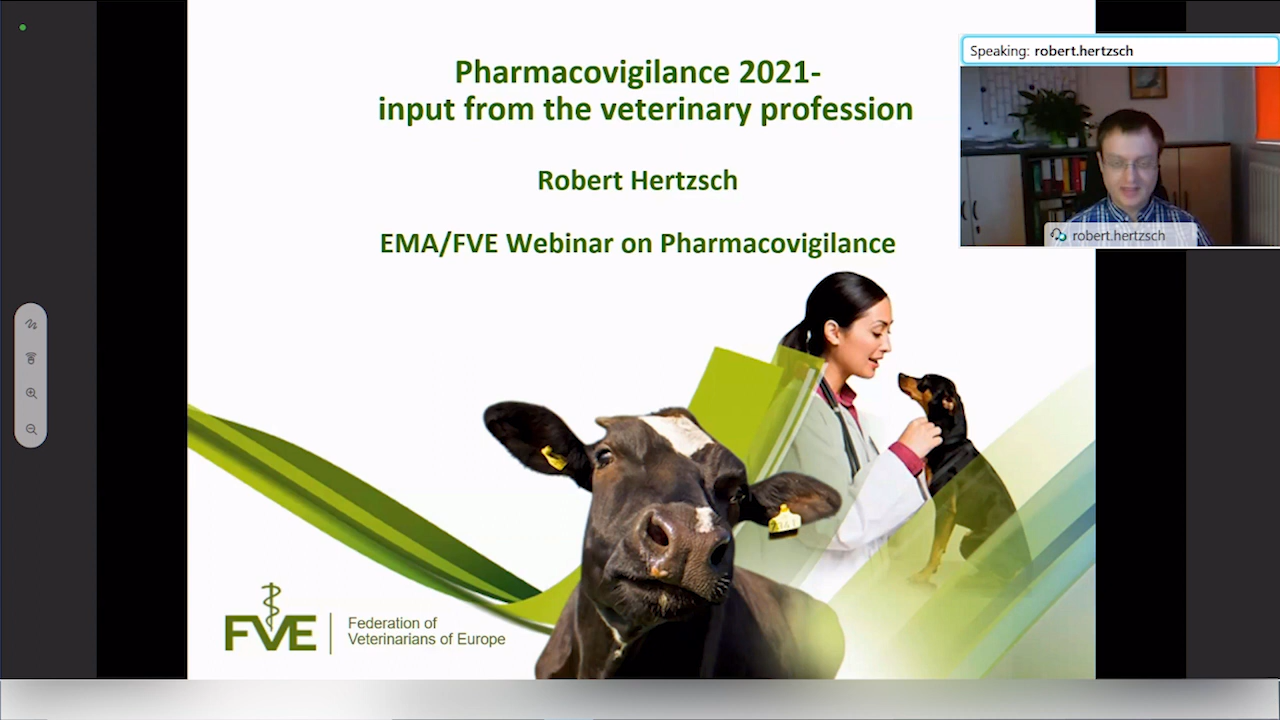 Pharmacovigilance 2021-
input from the veterinary profession
Robert Hertzsch
EMA/FVE Webinar on Pharmacovigilance
Speaking: robert.hertzsch
robert.hertzsch
FVE
Federation of
Veterinarians of Europe